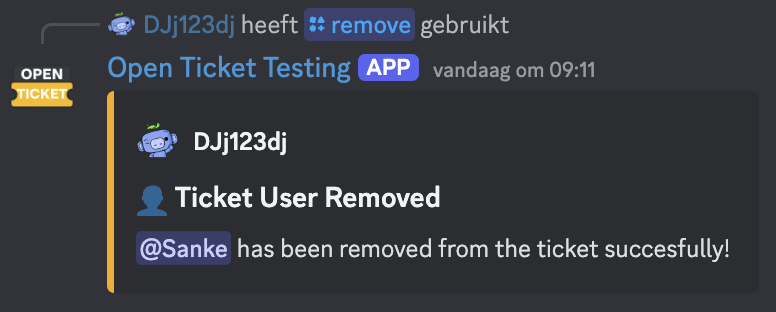 DJj123dj heeft remove gebruikt
OPEN
TICKET
Open Ticket Testing APP vandaag om 09:11
DJj123dj
Ticket User Removed
@Sanke has been removed from the ticket succesfully!